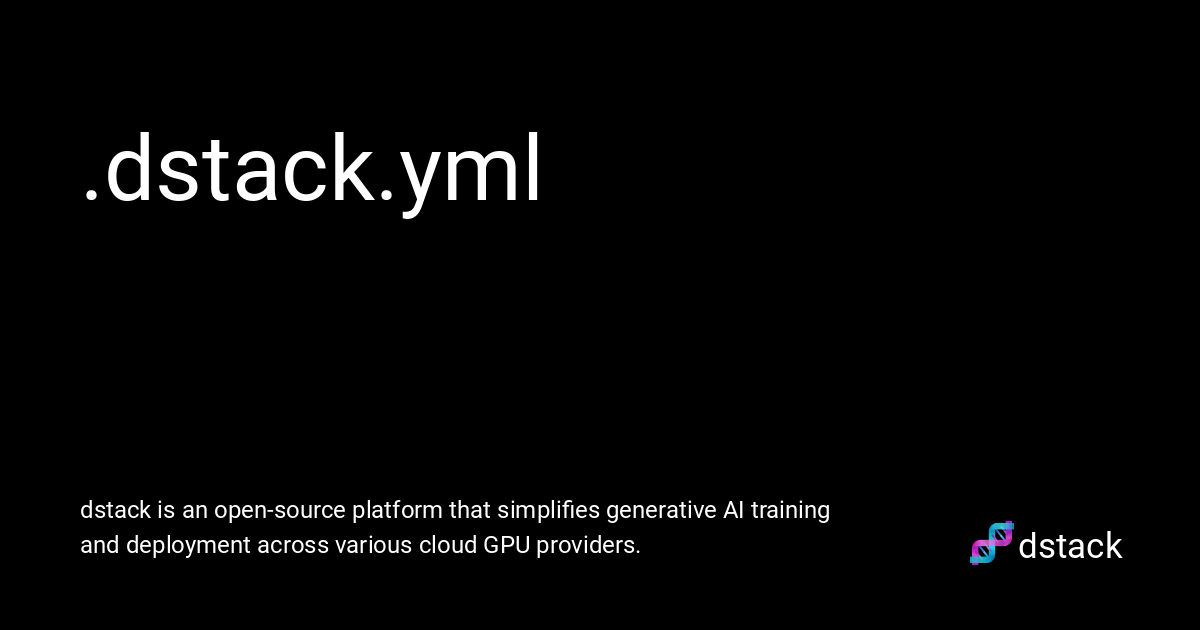 .dstack.yml
dstack is an open-source platform that simplifies generative AI training
and deployment across various cloud GPU providers.
dstack